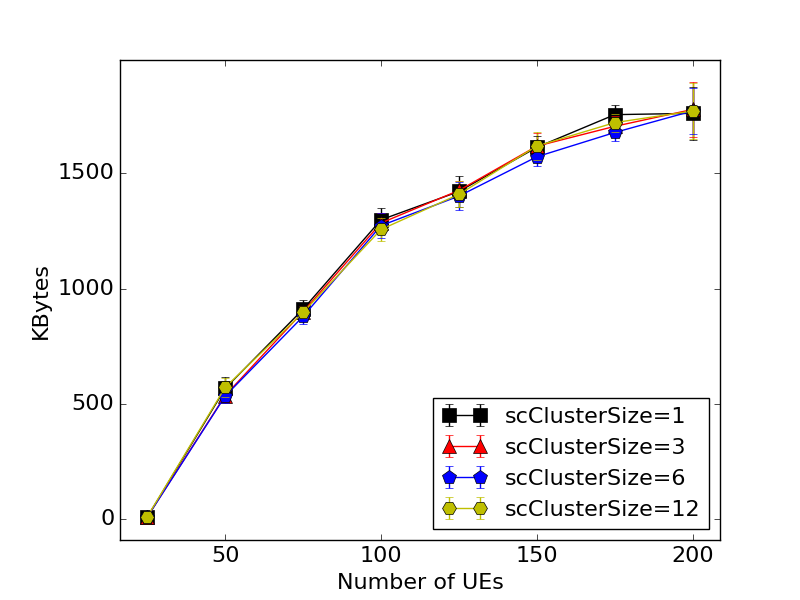 1500
1000
500
0
KBytes
scClusterSize=1
scClusterSize=3
scClusterSize=6
scClusterSize=12
50 100 150 200
Number of UEs